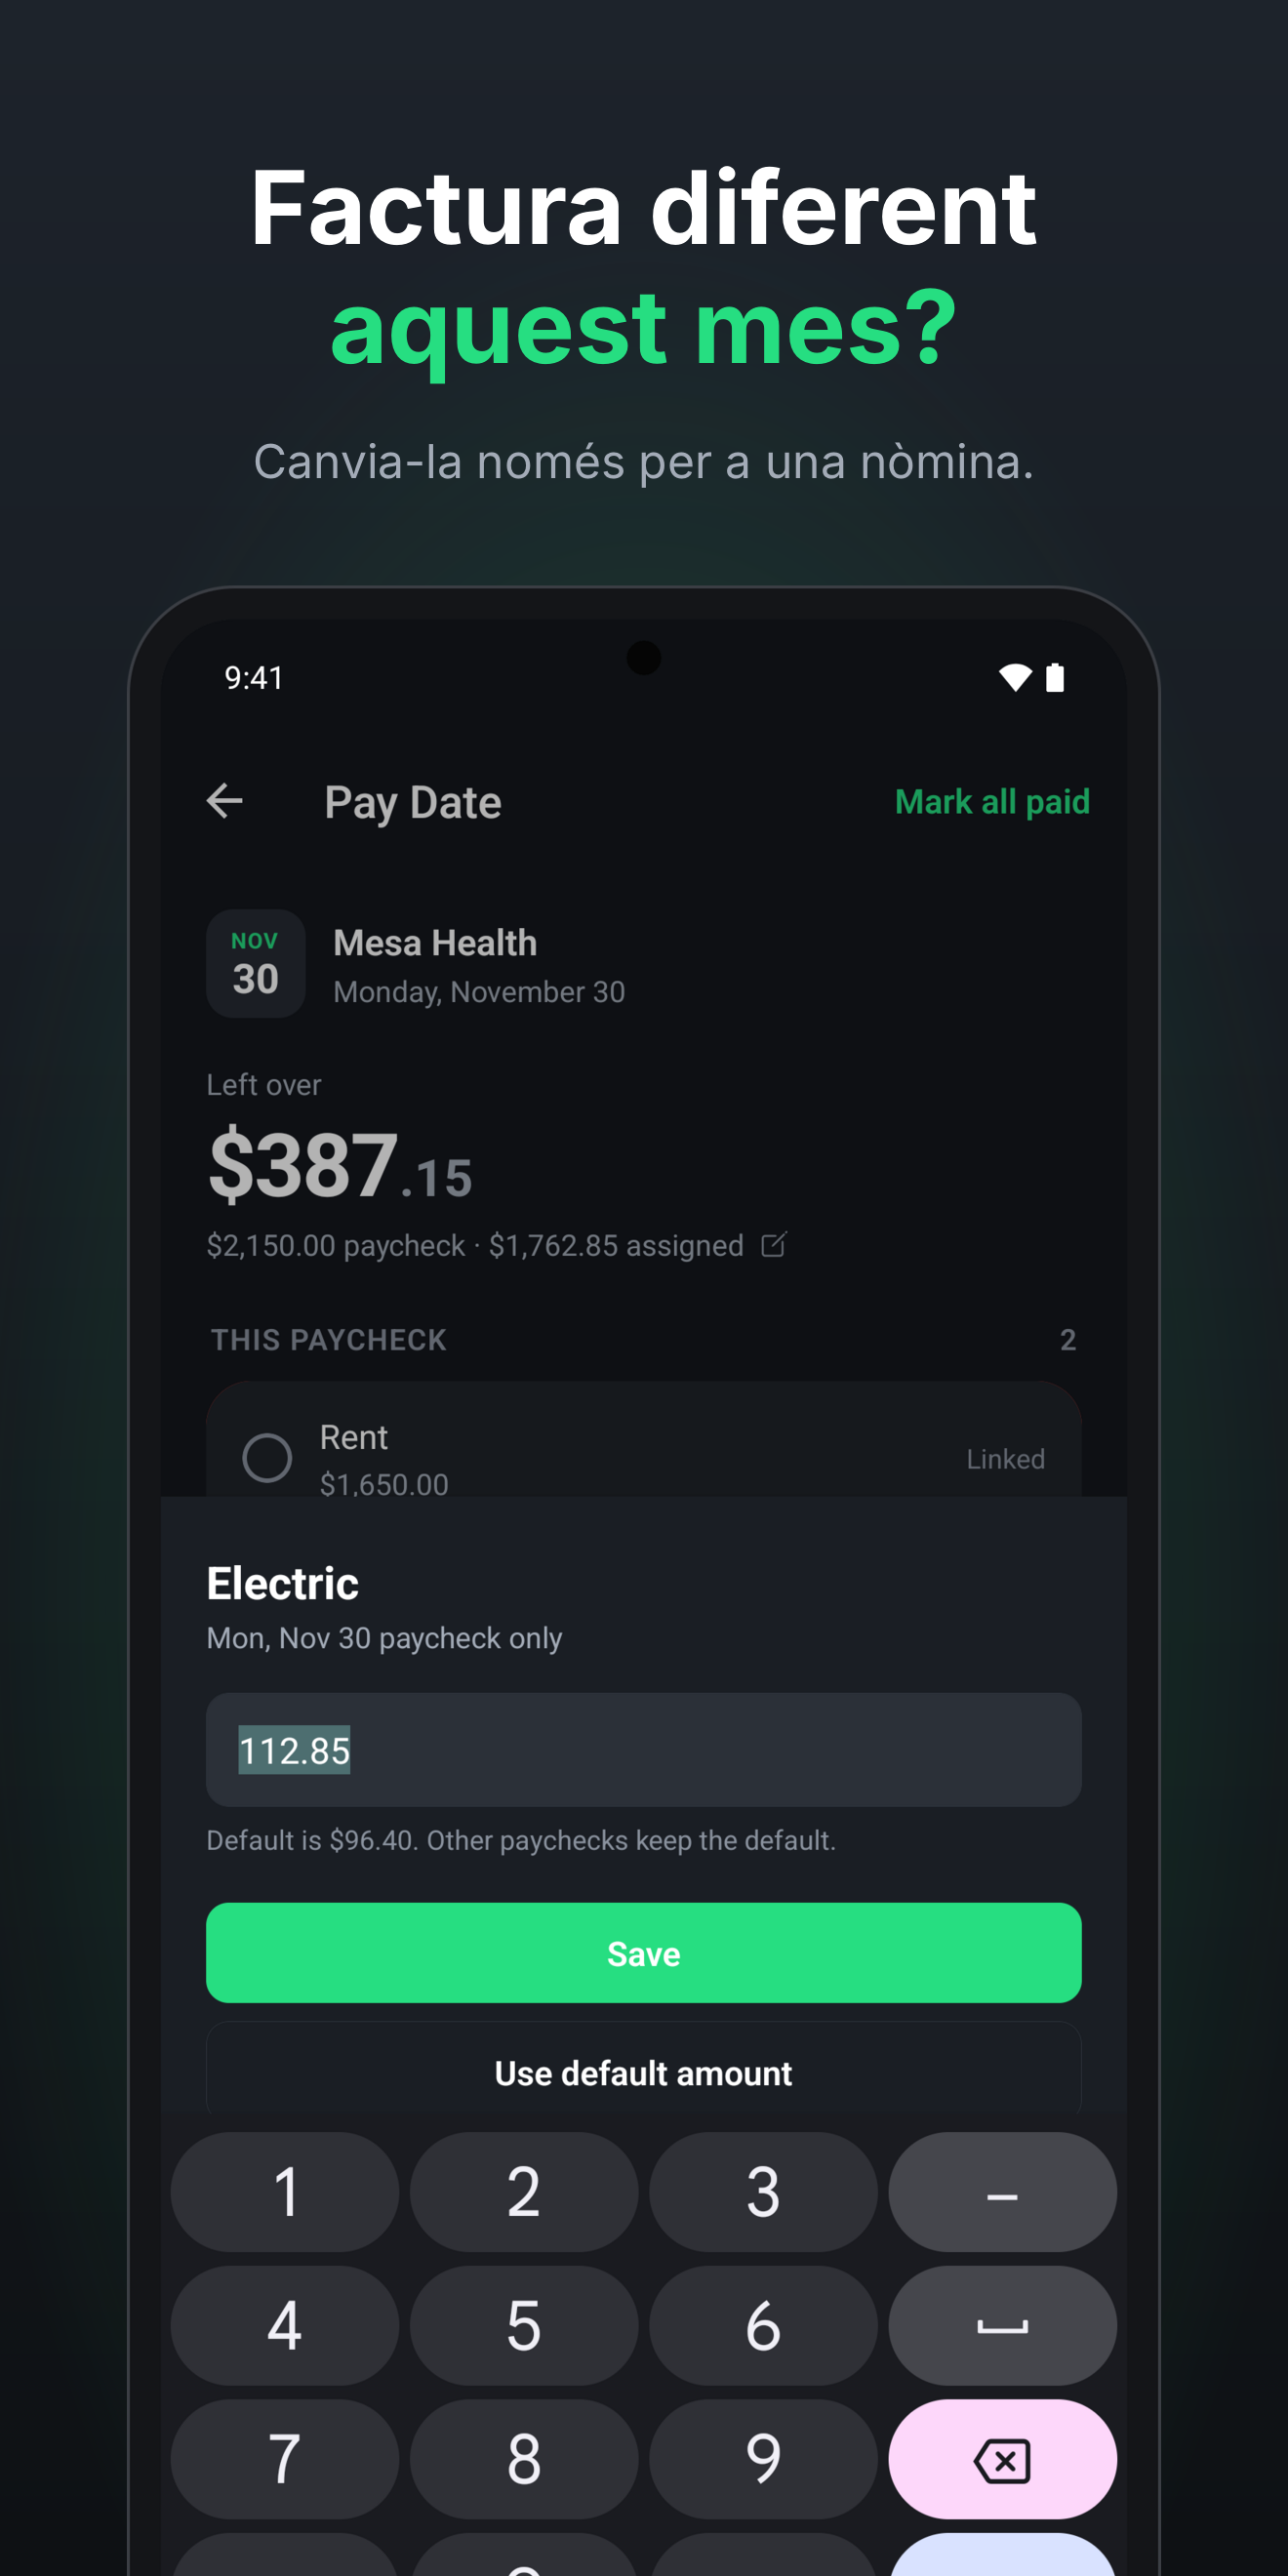 Factura diferent
aquest mes?
Canvia-la només per a una nòmina.
9:41
Pay Date
Mark all paid
NOV
30
Mesa Health
Monday, November 30
Left over
$387.15
$2,150.00 paycheck · $1,762.85 assigned
THIS PAYCHECK
2
Rent
$1,650.00
Linked
Electric
Mon, Nov 30 paycheck only
112.85
Default is $96.40. Other paychecks keep the default.
Save
Use default amount
1 2 3 –
4 5 6
7 8 9